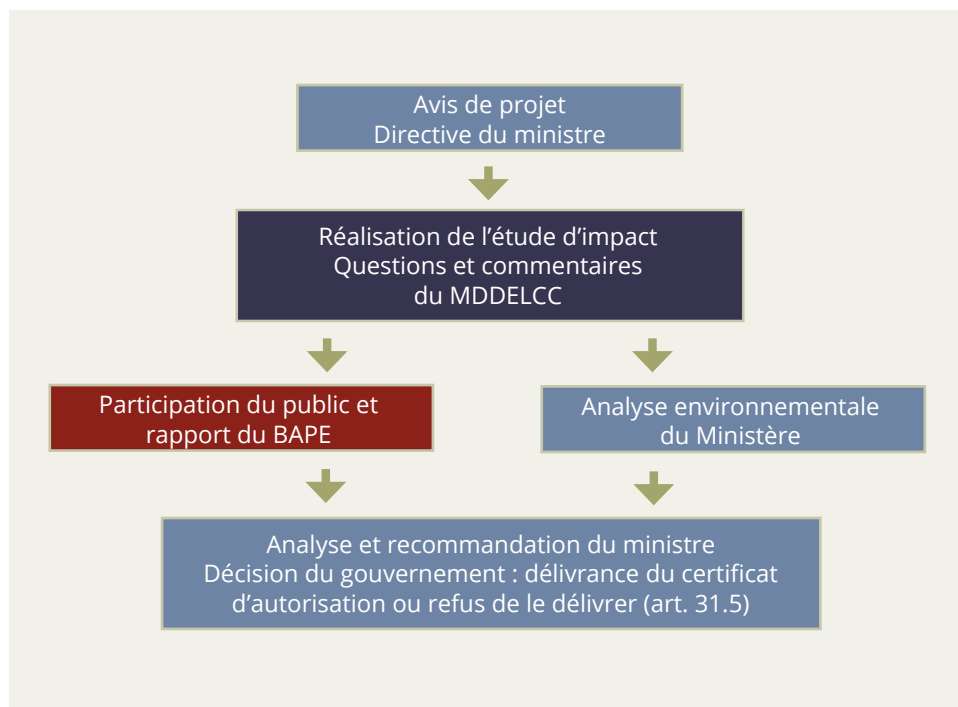 Avis de projet
Directive du ministre
Réalisation de l’étude d’impact
Questions et commentaires
du MDDELCC
Participation du public et
rapport du BAPE
Analyse environnementale
du Ministère
Analyse et recommandation du ministre
Décision du gouvernement : délivrance du certificat
d’autorisation ou refus de le délivrer (art. 31.5)